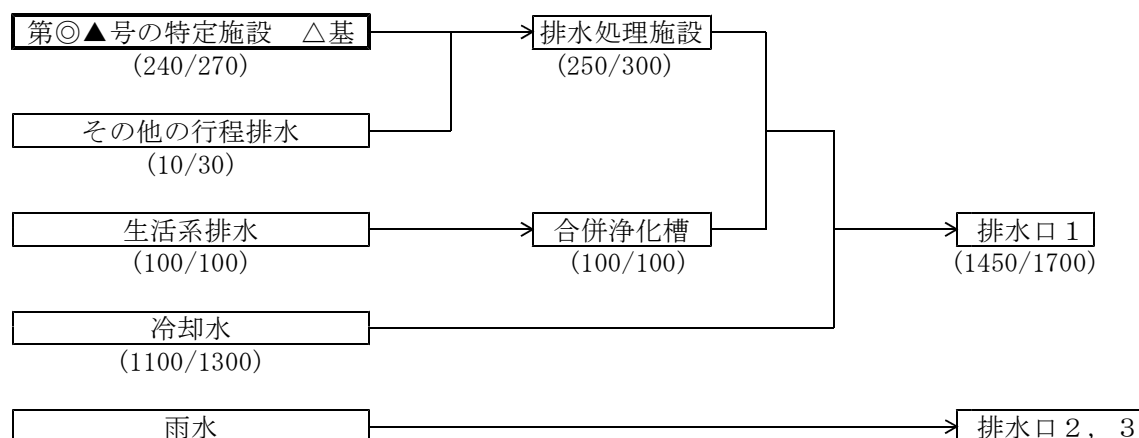 第◎▲号の特定施設　△基
排水処理施設
(240/270)
(250/300)
その他の行程排水
(10/30)
生活系排水
合併浄化槽
排水口１
(100/100)
(100/100)
(1450/1700)
冷却水
(1100/1300)
雨水
排水口２，３